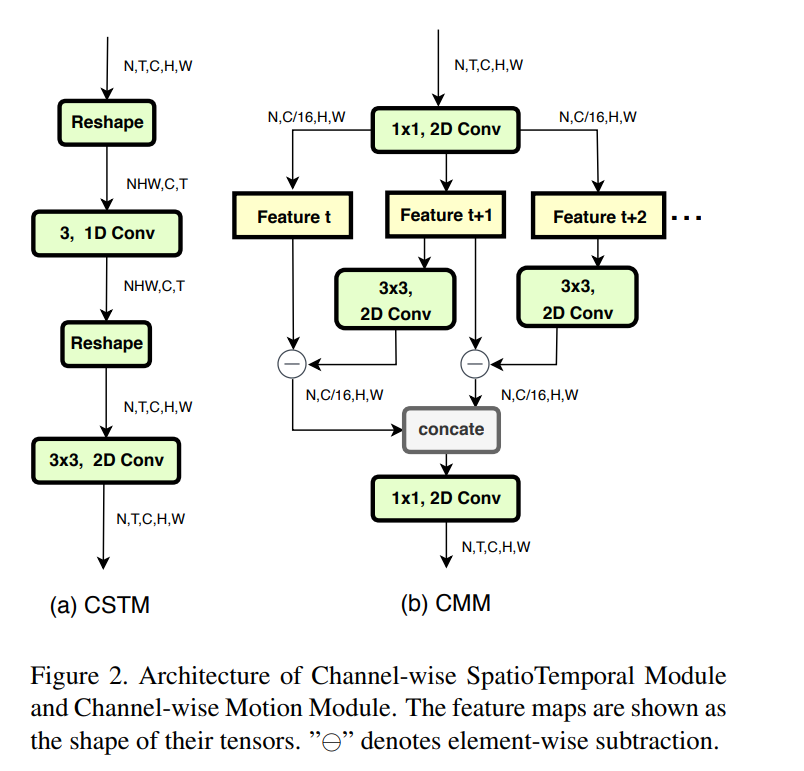 N,T,C,H,W
Reshape
NHW,C,T
3, 1D Conv
NHW,C,T
Reshape
N,T,C,H,W
3x3, 2D Conv
N,T,C,H,W
(a) CSTM
N,T,C,H,W
1x1, 2D Conv
N,C/16,H,W
N,C/16,H,W
Feature t
Feature t+1
Feature t+2
...
3x3,
2D Conv
3x3,
2D Conv
N,C/16,H,W
N,C/16,H,W
concate
1x1, 2D Conv
N,T,C,H,W
(b) CMM
Figure 2. Architecture of Channel-wise SpatioTemporal Module
and Channel-wise Motion Module. The feature maps are shown as
the shape of their tensors. ”⊖” denotes element-wise subtraction.